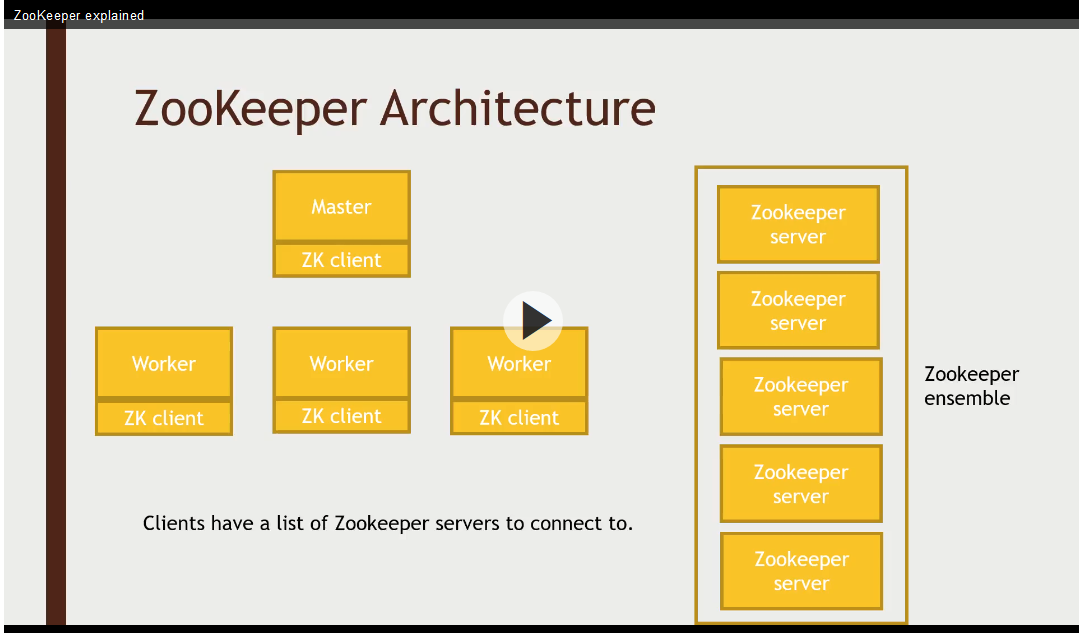 ZooKeeper explained
ZooKeeper Architecture
Master
ZK client
Worker
ZK client
Worker
ZK client
Worker
ZK client
Clients have a list of Zookeeper servers to connect to.
Zookeeper
server
Zookeeper
server
Zookeeper
server
Zookeeper
server
Zookeeper
server
Zookeeper
ensemble